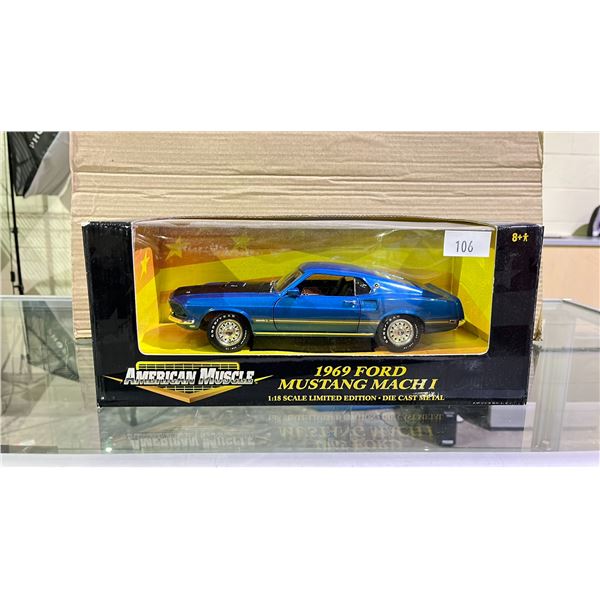 106
8+
AMERICAN MUSCLE
1969 FORD
MUSTANG MACH I
1:18 SCALE LIMITED EDITION • DIE CAST METAL